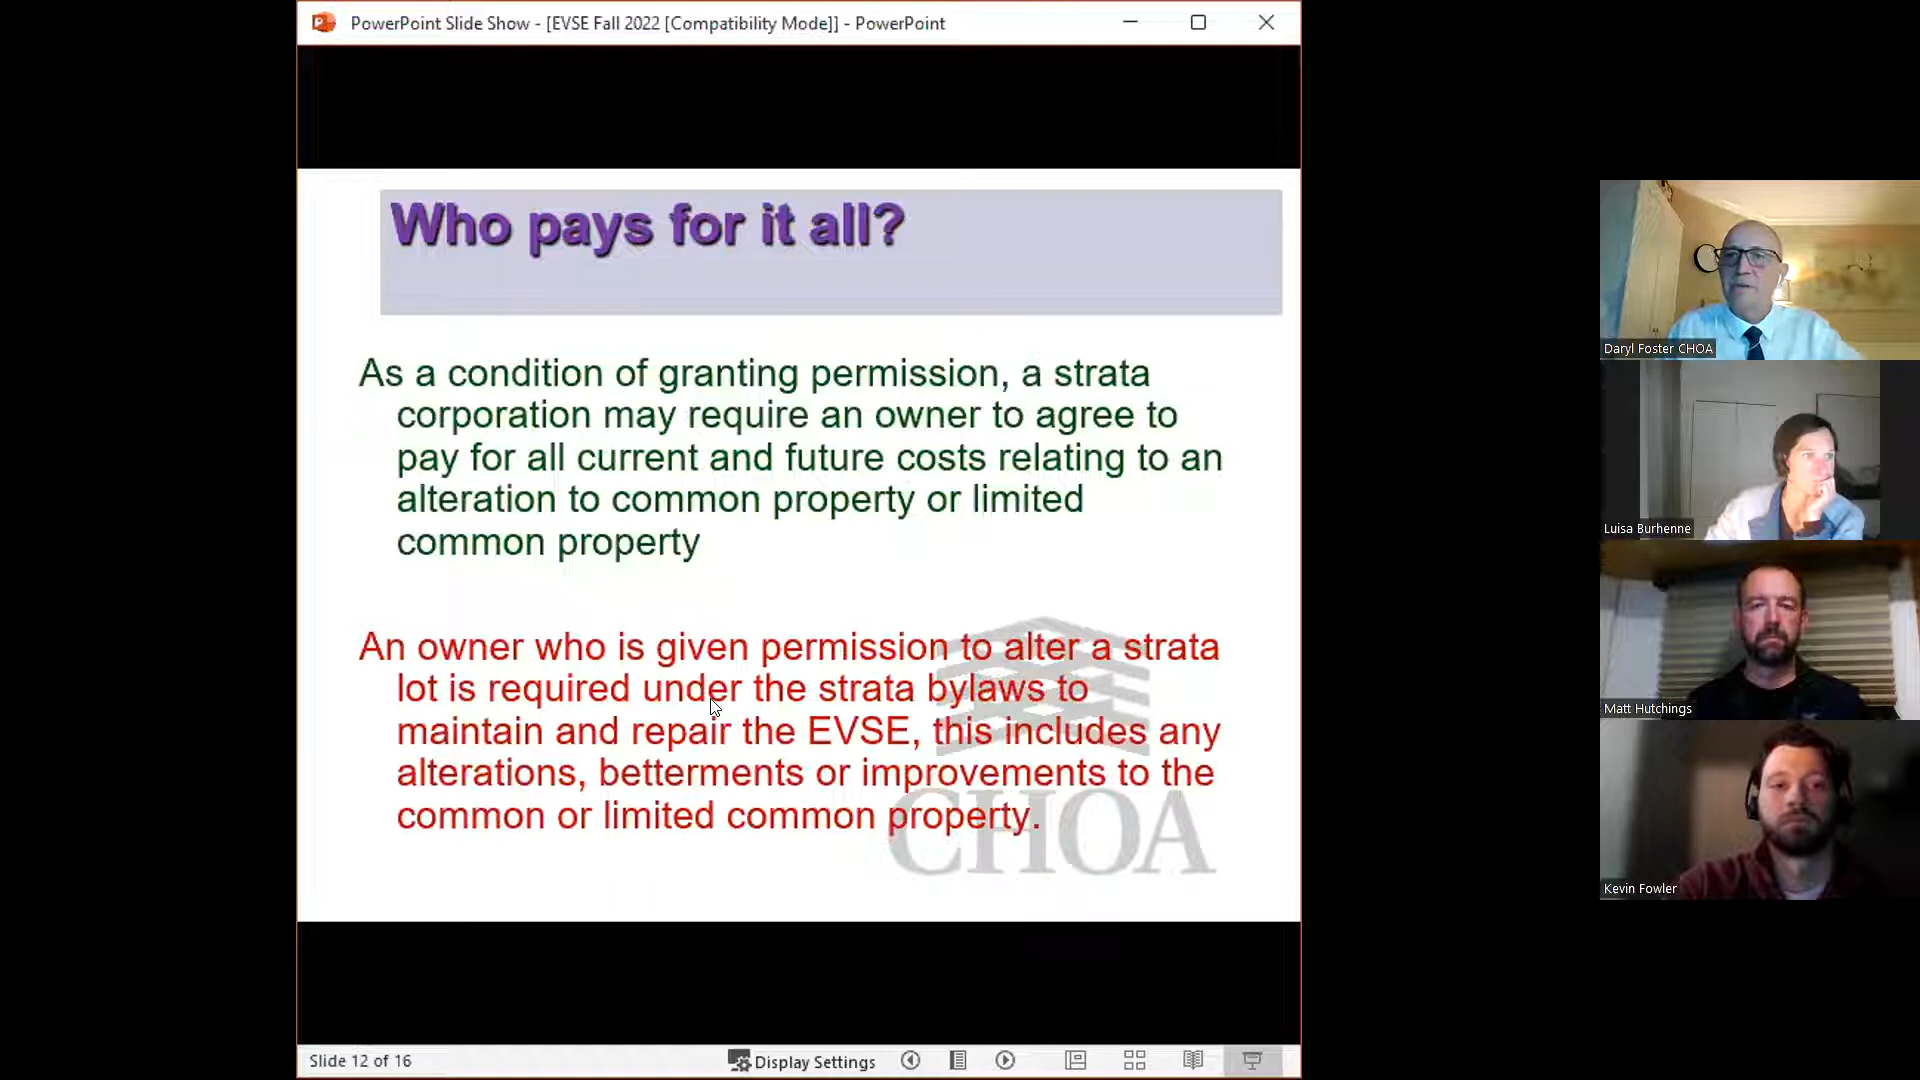 PowerPoint Slide Show - [EVSE Fall 2022 [Compatibility Mode]] - PowerPoint
Who pays for it all?
As a condition of granting permission, a strata
corporation may require an owner to agree to
pay for all current and future costs relating to an
alteration to common property or limited
common property
An owner who is given permission to alter a strata
lot is required under the strata bylaws to
maintain and repair the EVSE, this includes any
alterations, betterments or improvements to the
common or limited common property.
CHOA
Slide 12 of 16
Display Settings
Daryl Foster CHOA
Luisa Burhenne
Matt Hutchings
Kevin Fowler